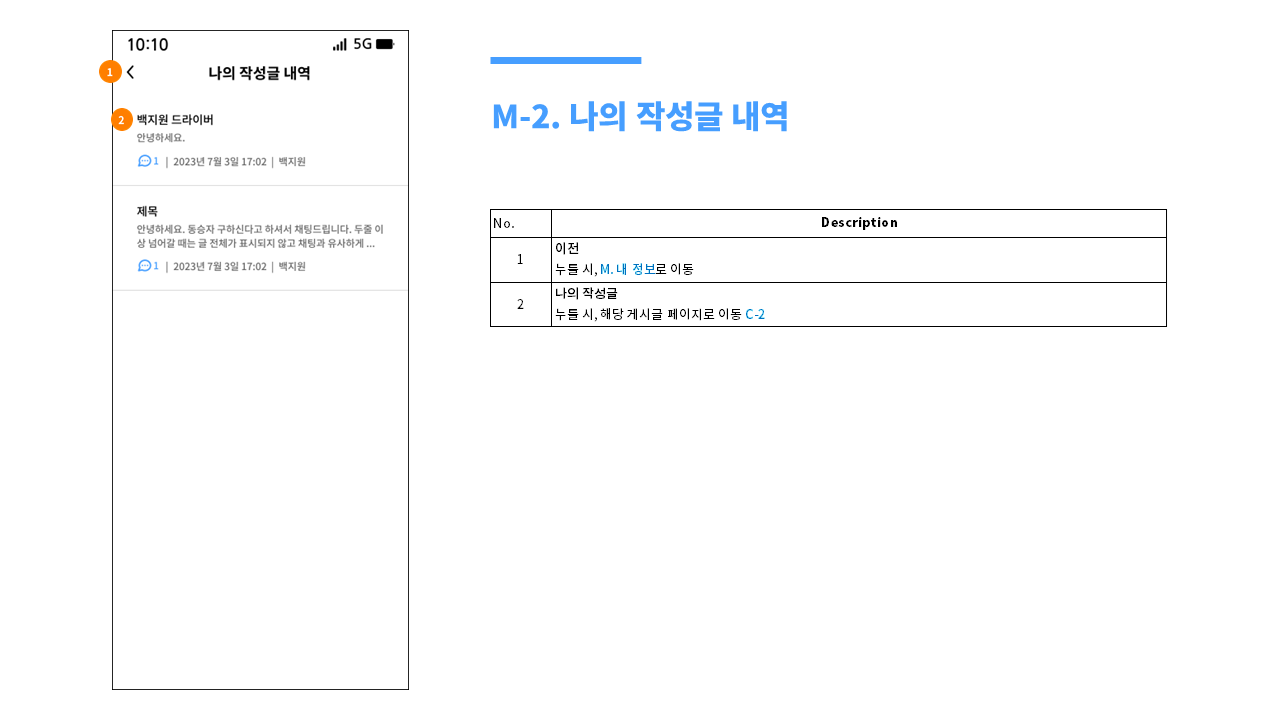 10:10 5G
1 나의 작성글 내역
2 백지원 드라이버
안녕하세요.
1 | 2023년 7월 3일 17:02 | 백지원
제목
안녕하세요. 동승자 구하신다고 하셔서 채팅드립니다. 두줄 이
상 넘어갈 때는 글 전체가 표시되지 않고 채팅과 유사하게 ...
1 | 2023년 7월 3일 17:02 | 백지원
M-2. 나의 작성글 내역
No. Description
1 이전
누를 시, M. 내 정보로 이동
2 나의 작성글
누를 시, 해당 게시글 페이지로 이동 C-2